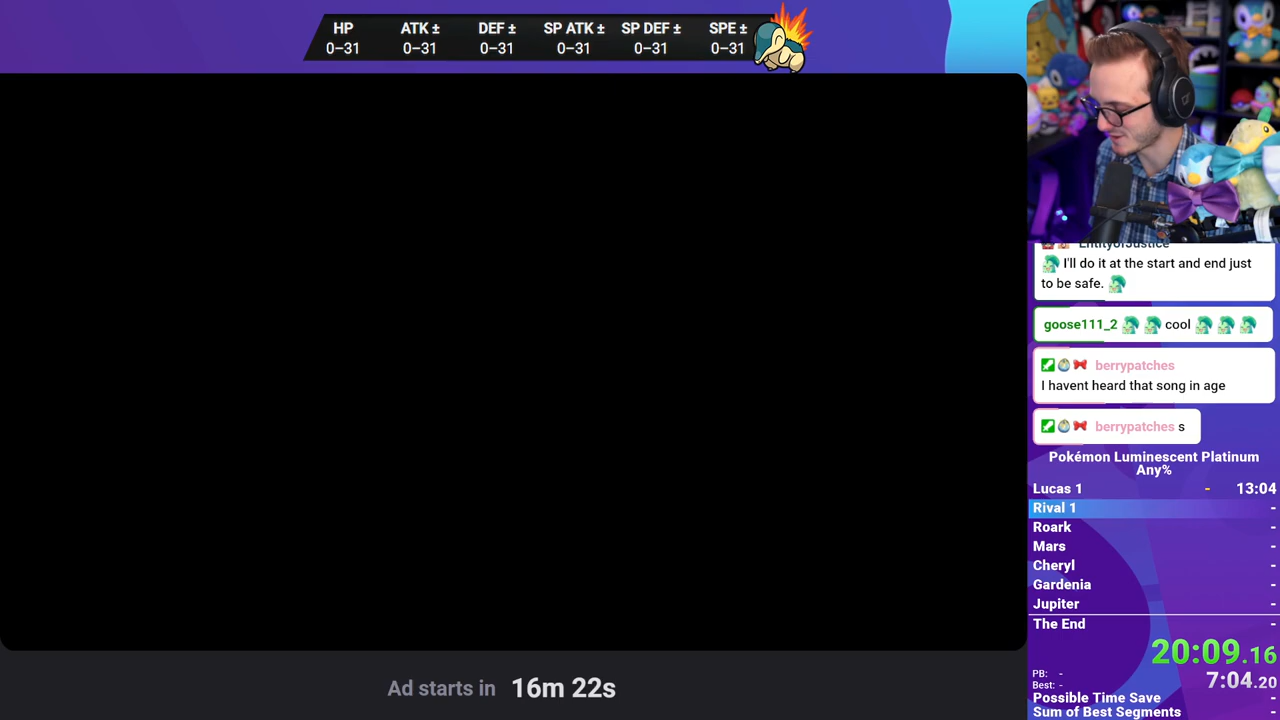 HP ATK ± DEF ± SP ATK ± SP DEF ± SPE ±
0–31 0–31 0–31 0–31 0–31 0–31
EntityofJustice
I'll do it at the start and end just
to be safe.
goose111_2 cool
berrypatches
I havent heard that song in age
berrypatches s
Pokémon Luminescent Platinum
Any%
Lucas 1 - 13:04
Rival 1 -
Roark -
Mars -
Cheryl -
Gardenia -
Jupiter -
The End -
20:09.16
PB: -
Best: - 7:04.20
Possible Time Save -
Sum of Best Segments -
Ad starts in 16m 22s